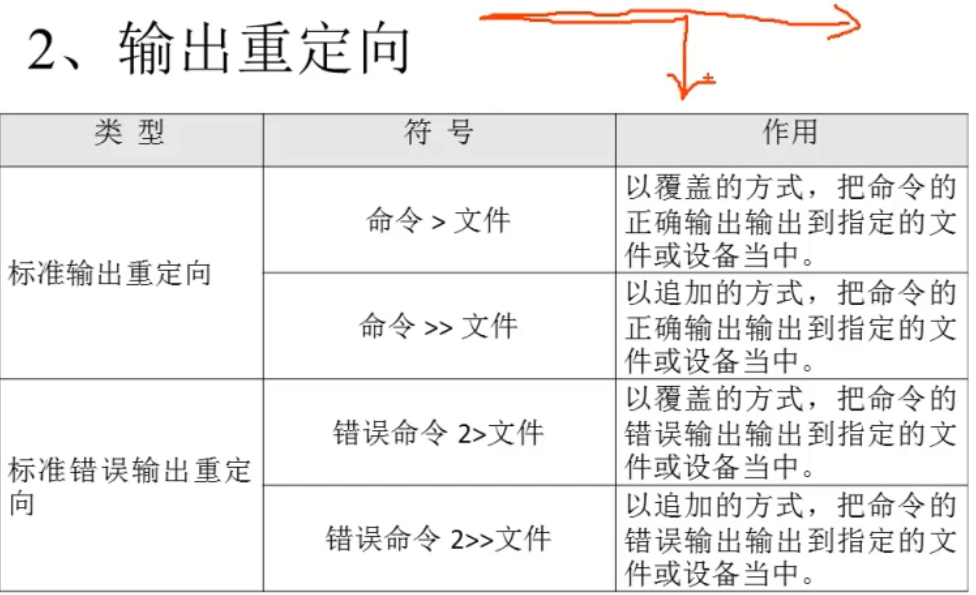 2、输出重定向
类 型
符 号
作用
标准输出重定向
命令 > 文件
以覆盖的方式，把命令的
正确输出输出到指定的文
件或设备当中。
命令 >> 文件
以追加的方式，把命令的
正确输出输出到指定的文
件或设备当中。
标准错误输出重定
向
错误命令 2>文件
以覆盖的方式，把命令的
错误输出输出到指定的文
件或设备当中。
错误命令 2>>文件
以追加的方式，把命令的
错误输出输出到指定的文
件或设备当中。